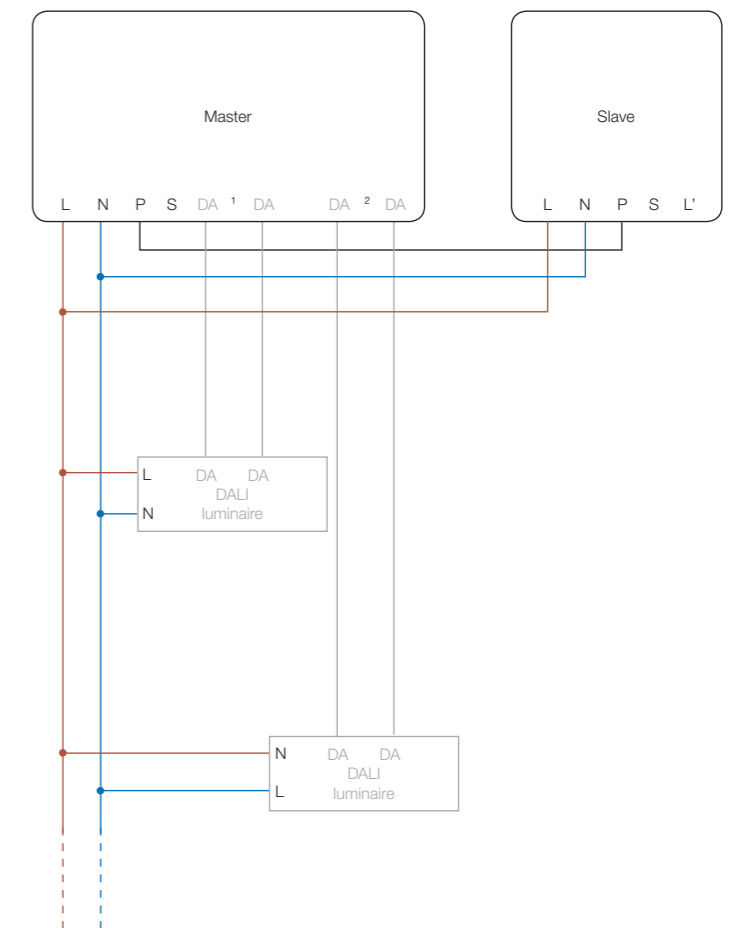 Master
Slave
L N P S DA ¹ DA DA ² DA
L N P S L'
L DA DA
DALI
N luminaire
N DA DA
DALI
L luminaire